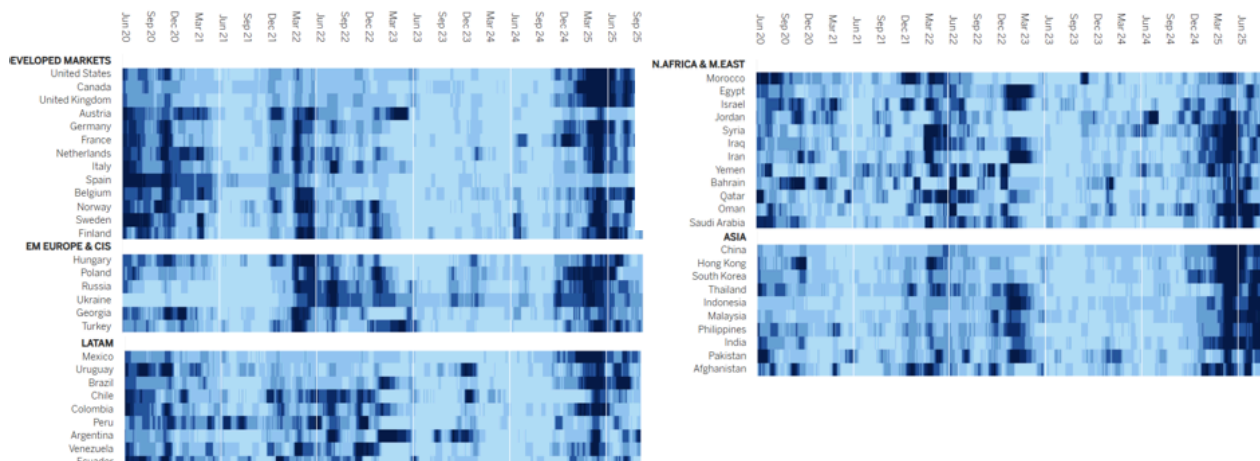 Jun 20 Sep 20 Dec 20 Mar 21 Jun 21 Sep 21 Dec 21 Mar 22 Jun 22 Sep 22 Dec 22 Mar 23 Jun 23 Sep 23 Dec 23 Mar 24 Jun 24 Sep 24 Dec 24 Mar 25 Jun 25 Sep 25
EVELOPED MARKETS
United States
Canada
United Kingdom
Austria
Germany
France
Netherlands
Italy
Spain
Belgium
Norway
Sweden
Finland
EM EUROPE & CIS
Hungary
Poland
Russia
Ukraine
Georgia
Turkey
LATAM
Mexico
Uruguay
Brazil
Chile
Colombia
Peru
Argentina
Venezuela
Ecuador
Jun 20 Sep 20 Dec 20 Mar 21 Jun 21 Sep 21 Dec 21 Mar 22 Jun 22 Sep 22 Dec 22 Mar 23 Jun 23 Sep 23 Dec 23 Mar 24 Jun 24 Sep 24 Dec 24 Mar 25 Jun 25
N.AFRICA & M.EAST
Morocco
Egypt
Israel
Jordan
Syria
Iraq
Iran
Yemen
Bahrain
Qatar
Oman
Saudi Arabia
ASIA
China
Hong Kong
South Korea
Thailand
Indonesia
Malaysia
Philippines
India
Pakistan
Afghanistan